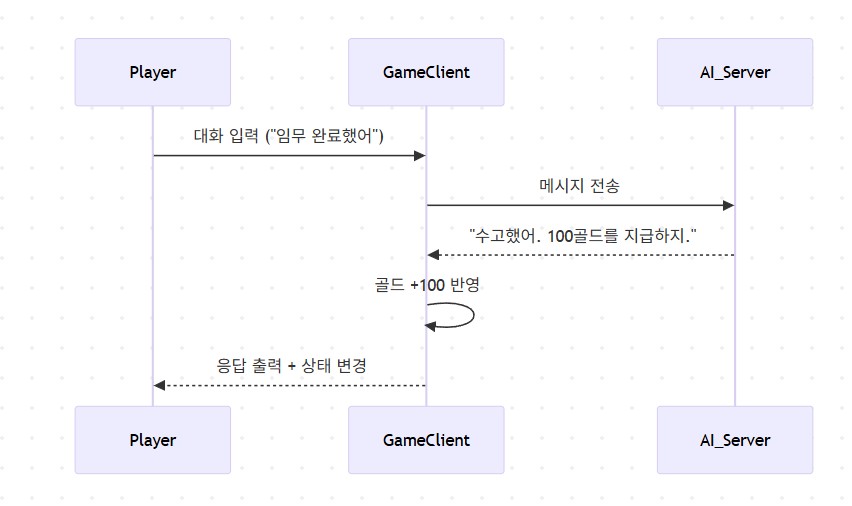 Player
GameClient
AI_Server
대화 입력 ("임무 완료했어")
메시지 전송
"수고했어. 100골드를 지급하지."
골드 +100 반영
응답 출력 + 상태 변경
Player
GameClient
AI_Server